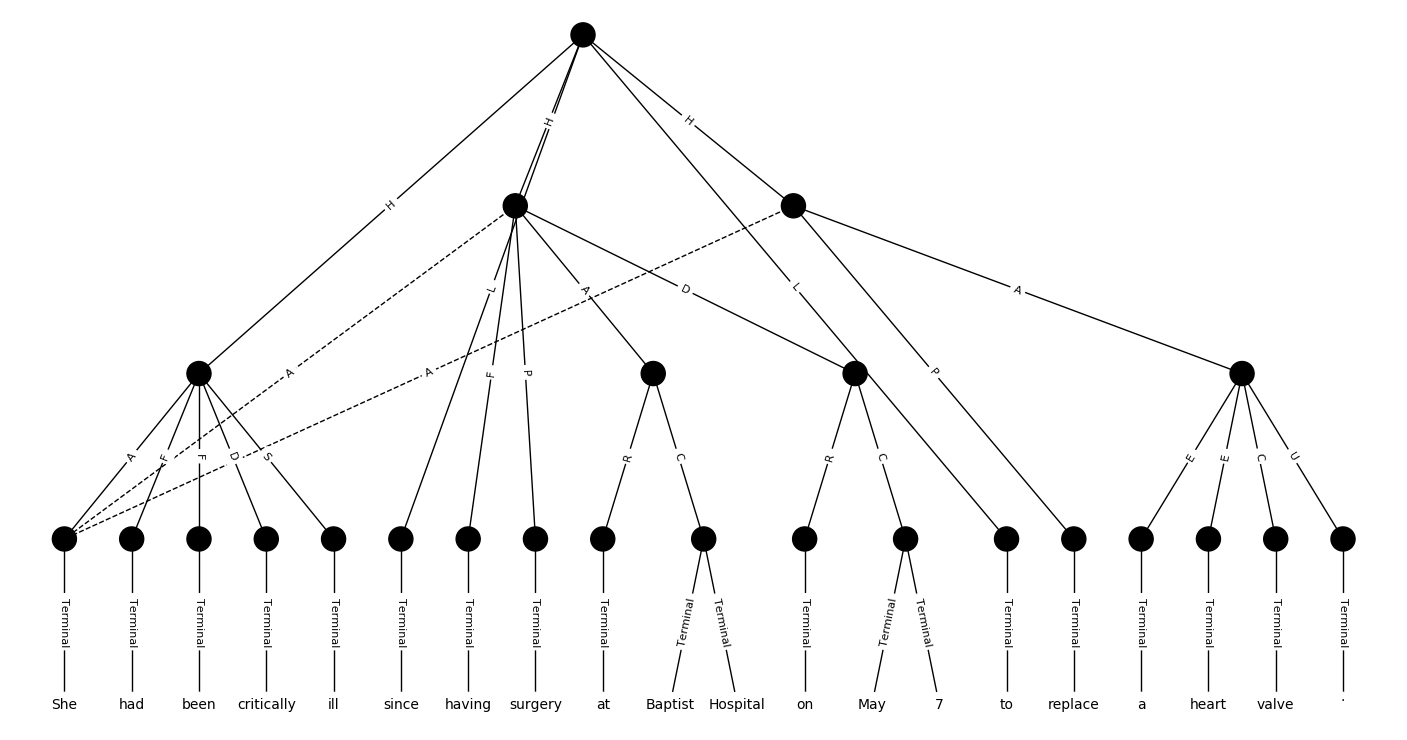 H
H
H
L
L
A
D
A
A
A
F
P
P
A
F
F
D
S
R
C
R
C
E
E
C
U
Terminal Terminal Terminal Terminal Terminal Terminal Terminal Terminal Terminal Terminal Terminal Terminal Terminal Terminal Terminal Terminal Terminal Terminal Terminal Terminal
She had been critically ill since having surgery at Baptist Hospital on May 7 to replace a heart valve .